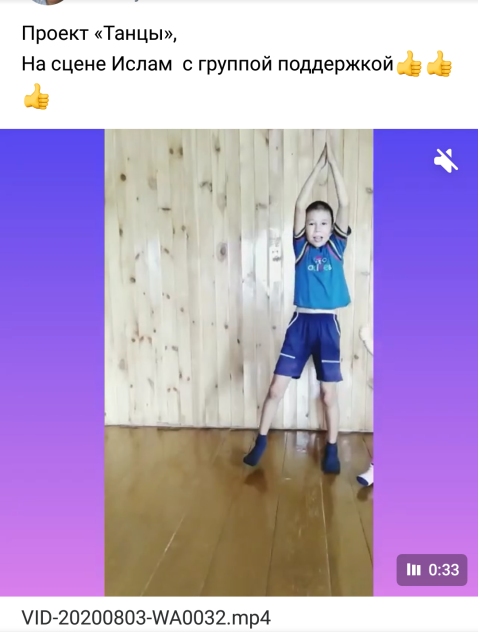 Проект «Танцы»,
На сцене Ислам с группой поддержкой👍👍
👍
0:33
VID-20200803-WA0032.mp4